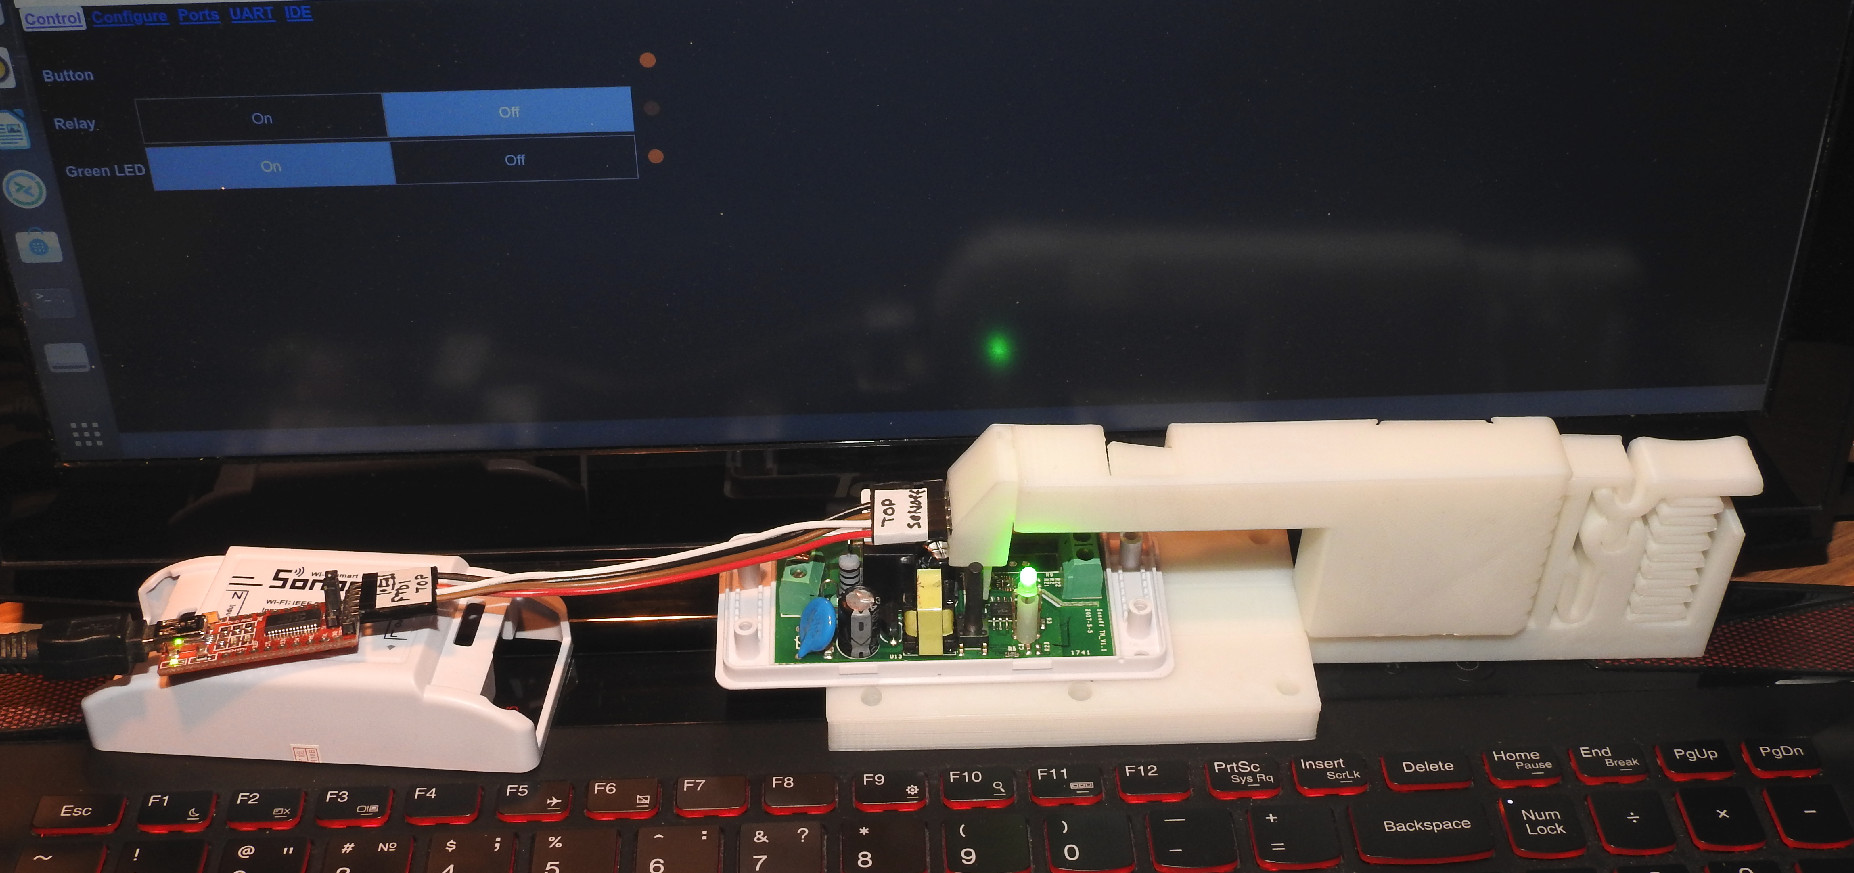 Control Configure Ports UART IDE
Button
Relay On Off
Green LED On Off
TOP
Sonoff
TOP
1741
Esc F1 F2 F3 F4 F5 F6 F7 F8 F9 F10 F11 F12 PrtSc Insert Delete Home End PgUp PgDn
Sys Rq ScrLk Pause Break
~ ! @ " # № $ ; % ^ : & ? * ( ) — + Backspace Num ÷ × −
4 5 6 7 8 9 0 - = Lock